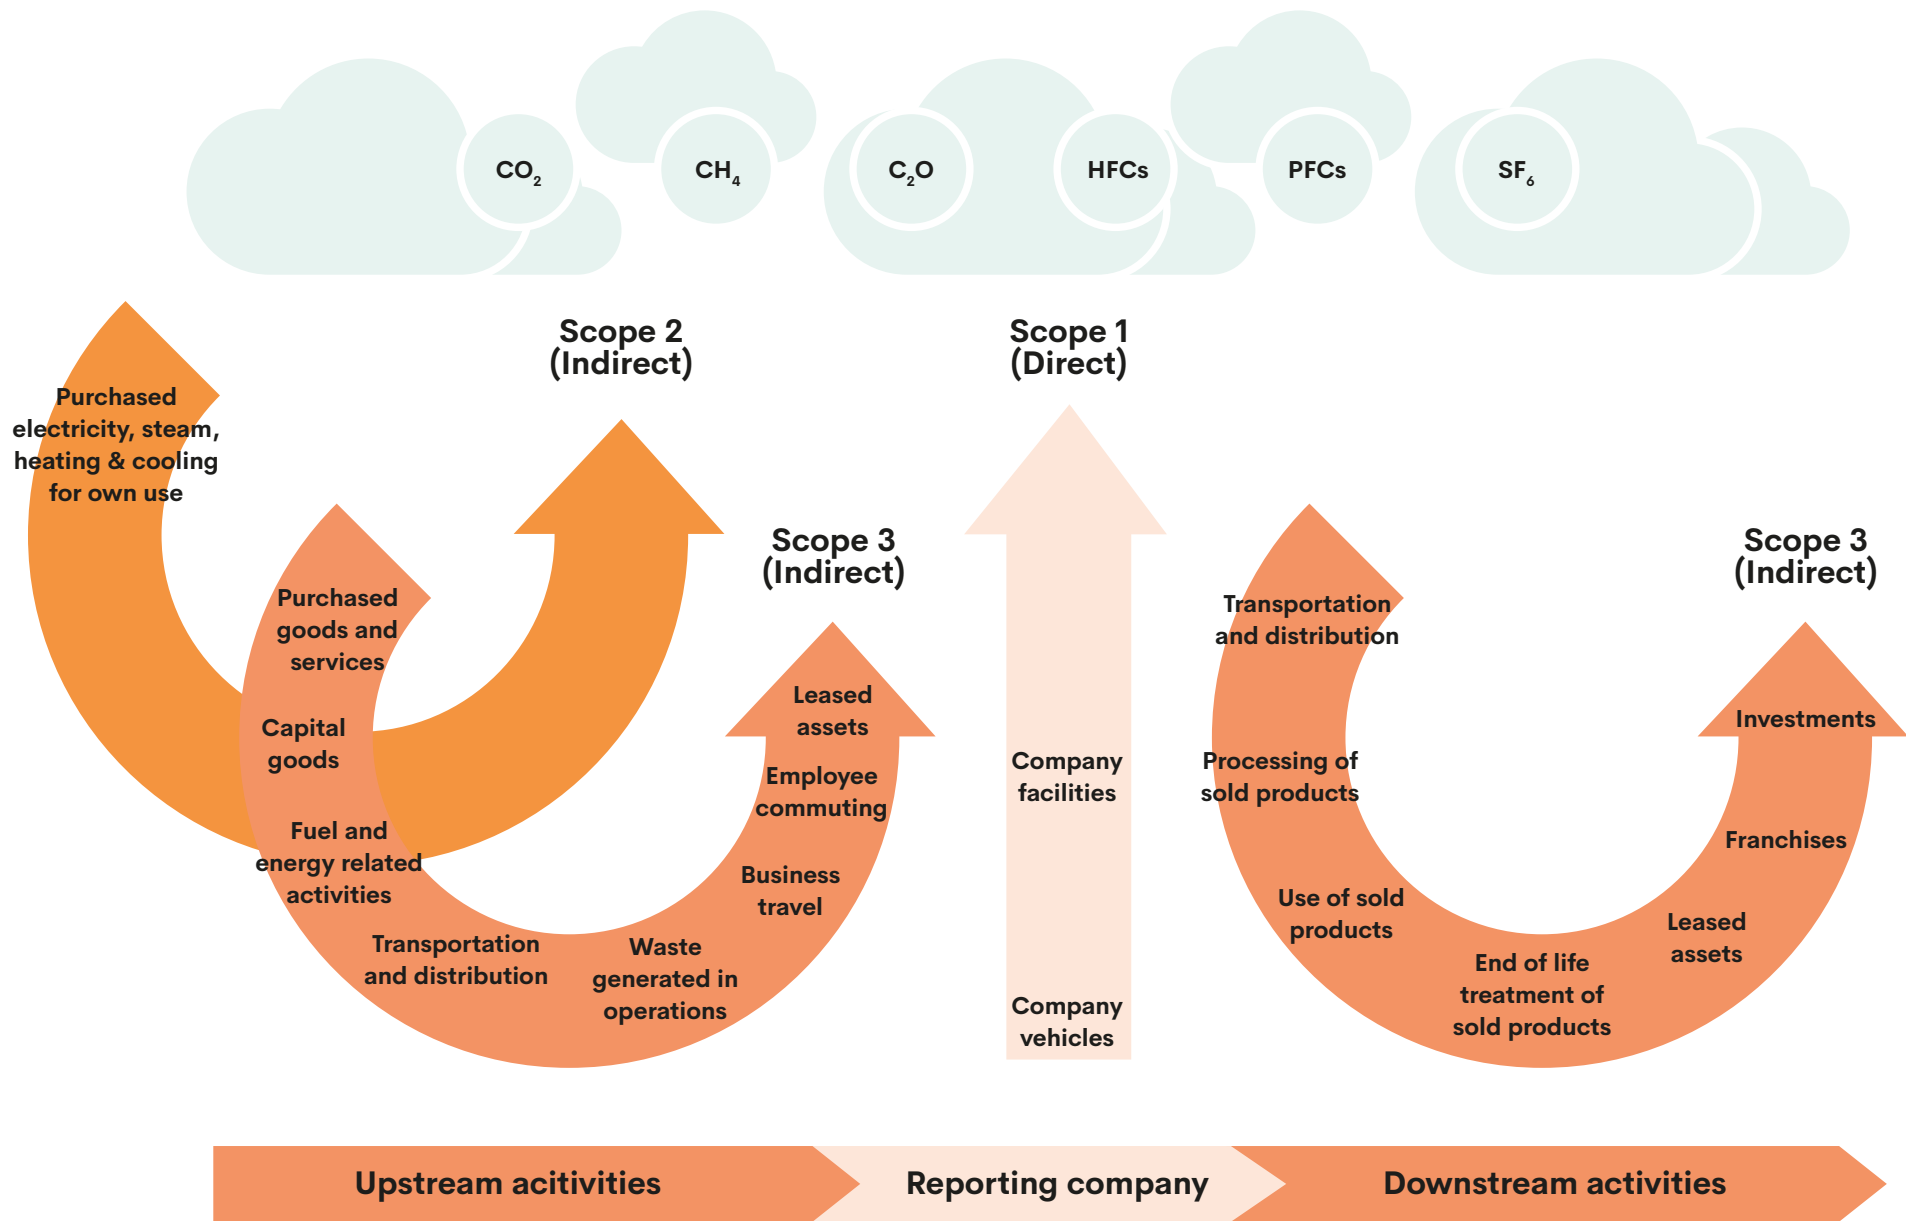 CO₂
CH₄
C₂O
HFCs
PFCs
SF₆
Scope 2
(Indirect)
Scope 1
(Direct)
Purchased
electricity, steam,
heating & cooling
for own use
Scope 3
(Indirect)
Scope 3
(Indirect)
Purchased
goods and
services
Capital
goods
Fuel and
energy related
activities
Transportation
and distribution
Waste
generated in
operations
Business
travel
Employee
commuting
Leased
assets
Company
facilities
Company
vehicles
Transportation
and distribution
Processing of
sold products
Use of sold
products
End of life
treatment of
sold products
Leased
assets
Franchises
Investments
Upstream acitivities
Reporting company
Downstream activities